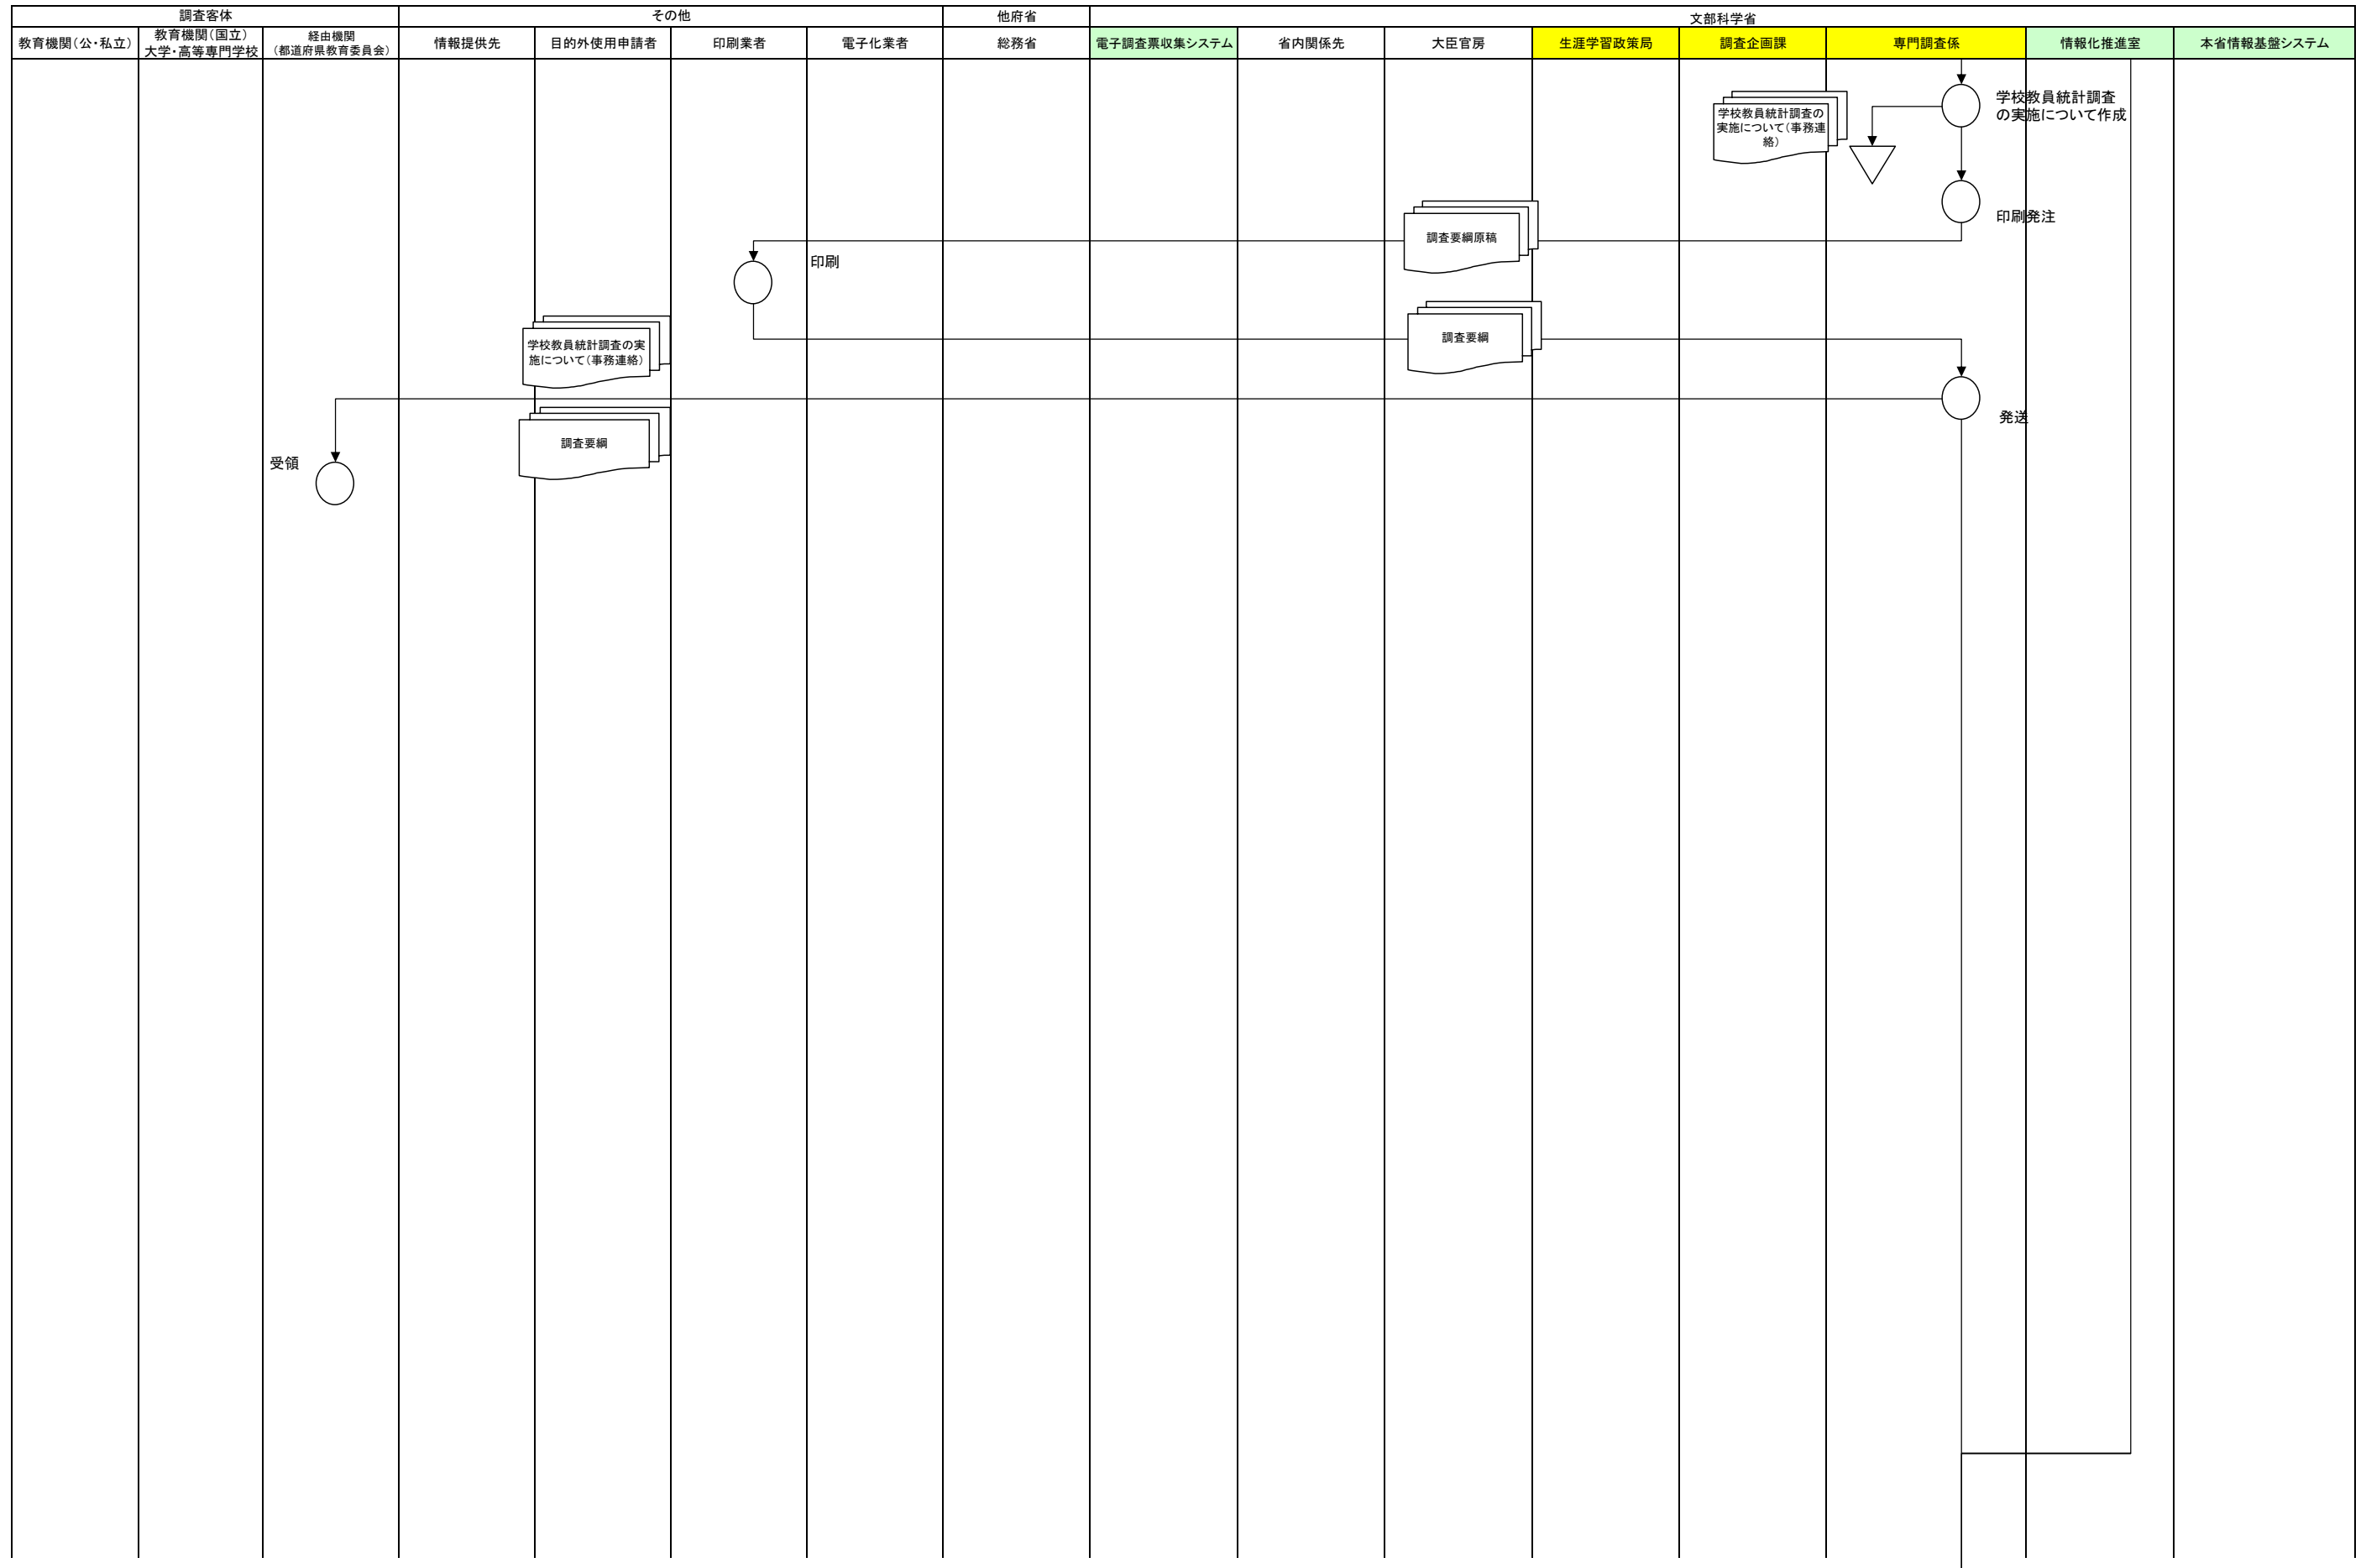 調査客体
その他
他府省
文部科学省
教育機関（公・私立）
教育機関（国立）
大学・高等専門学校
経由機関
（都道府県教育委員会）
情報提供先
目的外使用申請者
印刷業者
電子化業者
総務省
電子調査票収集システム
省内関係先
大臣官房
生涯学習政策局
調査企画課
専門調査係
情報化推進室
本省情報基盤システム
学校教員統計調査の
実施について（事務連
絡）
学校教員統計調査
の実施について作成
印刷発注
調査要綱原稿
印刷
調査要綱
学校教員統計調査の実
施について（事務連絡）
発送
調査要綱
受領